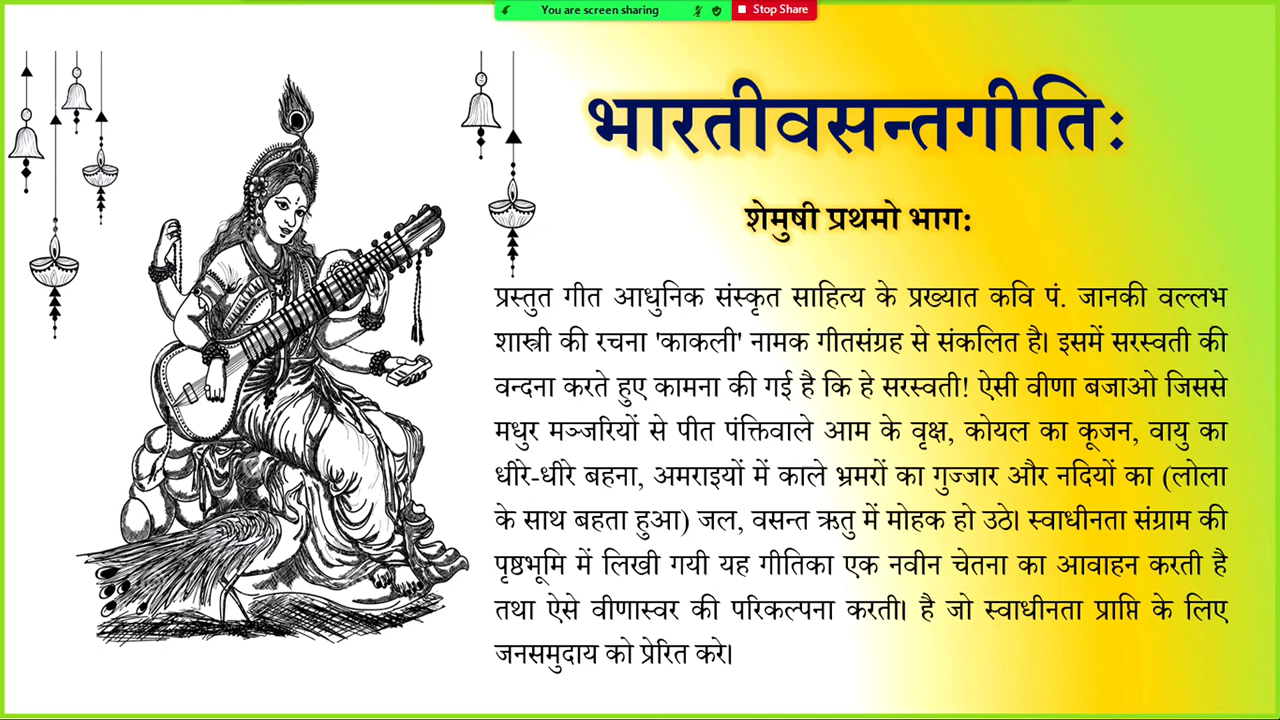 You are screen sharing
Stop Share
भारतीवसन्तगीतिः
शेमुषी प्रथमो भागः
प्रस्तुत गीत आधुनिक संस्कृत साहित्य के प्रख्यात कवि पं. जानकी वल्लभ
शास्त्री की रचना 'काकली' नामक गीतसंग्रह से संकलित है। इसमें सरस्वती की
वन्दना करते हुए कामना की गई है कि हे सरस्वती! ऐसी वीणा बजाओ जिससे
मधुर मञ्जरियों से पीत पंक्तिवाले आम के वृक्ष, कोयल का कूजन, वायु का
धीरे-धीरे बहना, अमराइयों में काले भ्रमरों का गुज्जार और नदियों का (लोला
के साथ बहता हुआ) जल, वसन्त ऋतु में मोहक हो उठे। स्वाधीनता संग्राम की
पृष्ठभूमि में लिखी गयी यह गीतिका एक नवीन चेतना का आवाहन करती है
तथा ऐसे वीणास्वर की परिकल्पना करती। है जो स्वाधीनता प्राप्ति के लिए
जनसमुदाय को प्रेरित करे।